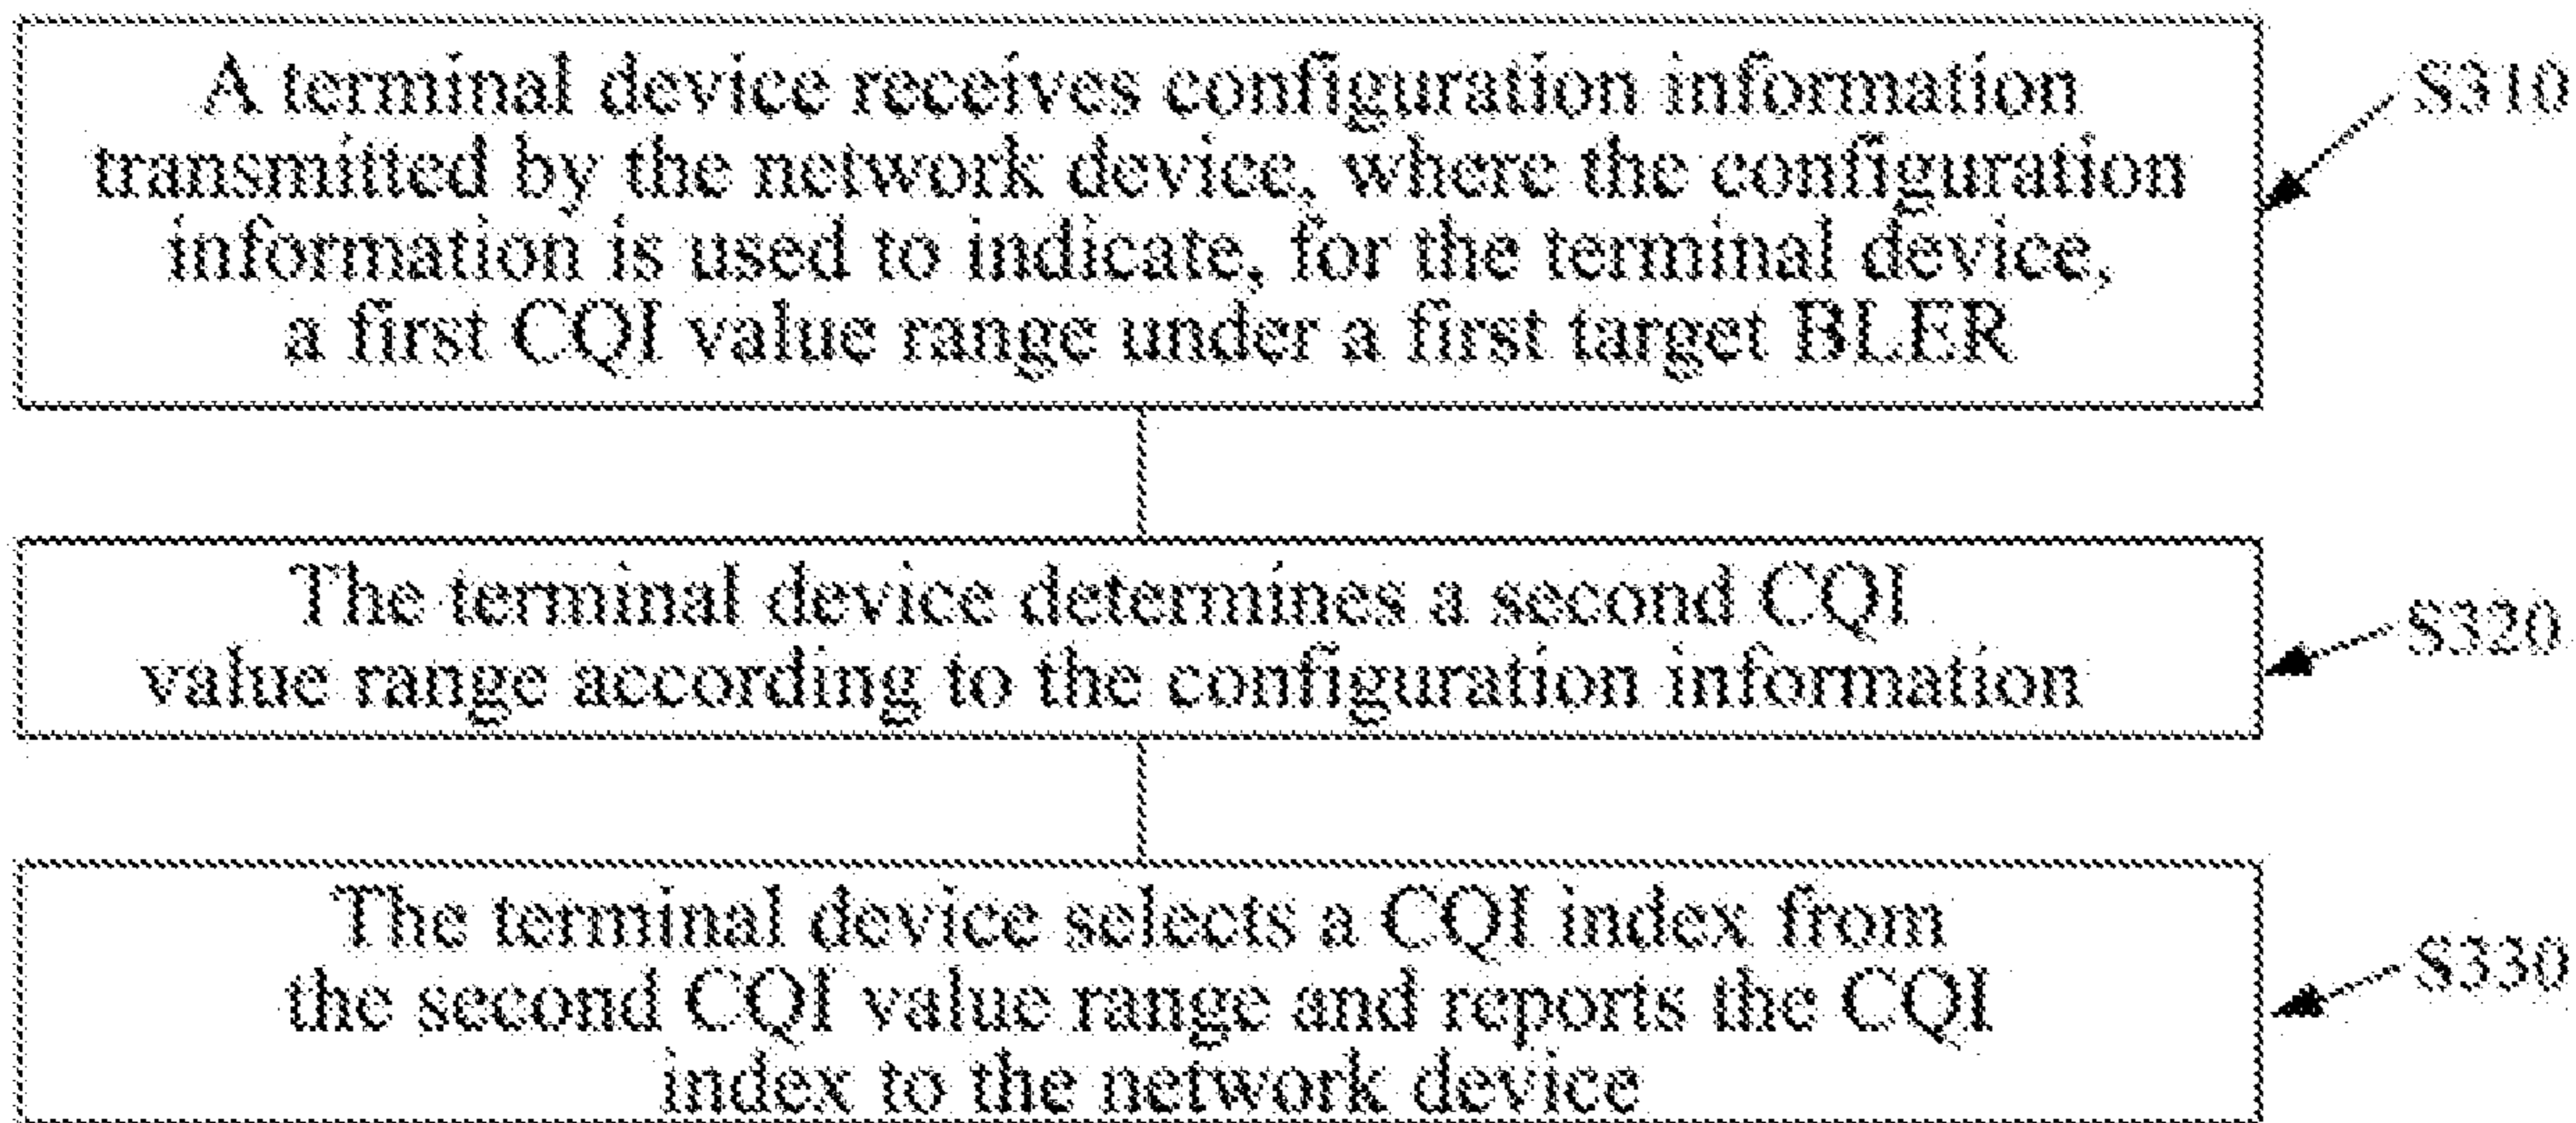 A terminal device receives configuration information
transmitted by the network device, where the configuration
information is used to indicate, for the terminal device,
a first CQI value range under a first target BLER
S310
The terminal device determines a second CQI
value range according to the configuration information
S320
The terminal device selects a CQI index from
the second CQI value range and reports the CQI
index to the network device
S330